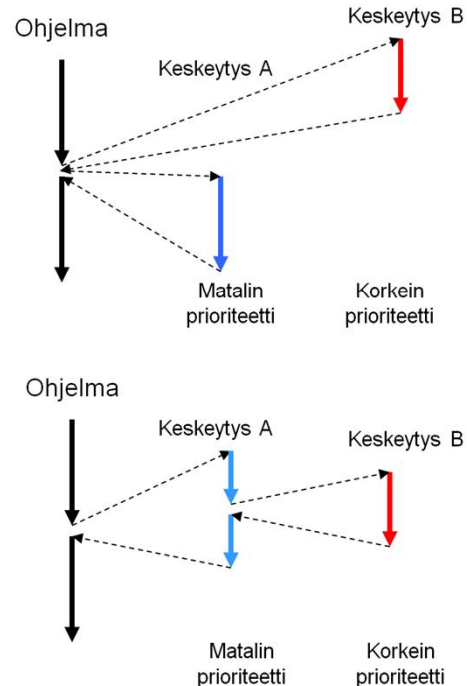 Ohjelma
Keskeytys A
Keskeytys B
Matalin
prioriteetti
Korkein
prioriteetti
Ohjelma
Keskeytys A
Keskeytys B
Matalin
prioriteetti
Korkein
prioriteetti